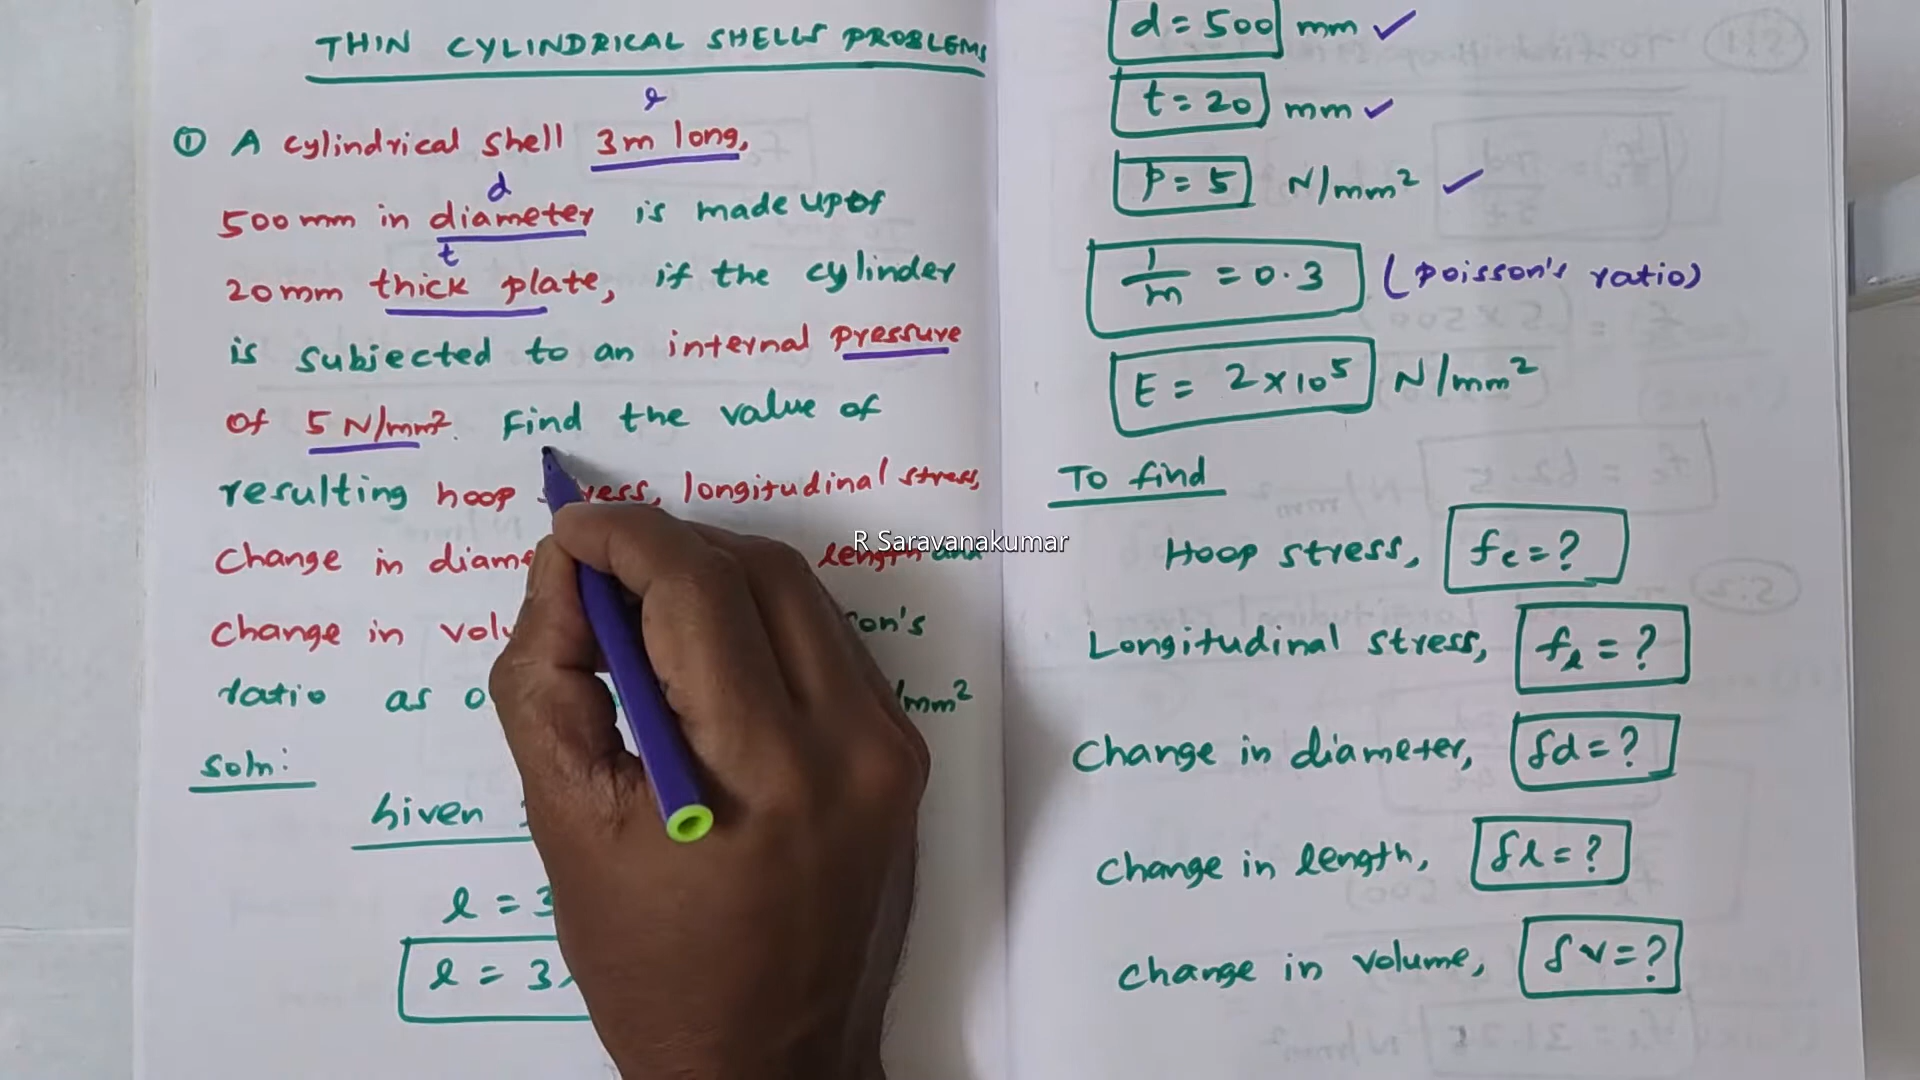 THIN CYLINDRICAL SHELLS PROBLEMS
l
① A cylindrical shell 3m long,
d
500mm in diameter is made up of
t
20mm thick plate, if the cylinder
is subjected to an internal pressure
of 5 N/mm². Find the value of
resulting hoop stress, longitudinal stress,
change in length and
change in
ratio as /mm²
Soln:
Given
l = 3
l = 3
d = 500 mm ✓
t = 20 mm ✓
p = 5 N/mm² ✓
1/m = 0.3 (poisson's ratio)
E = 2×10⁵ N/mm²
To find
Hoop stress, fc = ?
Longitudinal stress, fl = ?
Change in diameter, δd = ?
change in length, δl = ?
change in volume, δv = ?
R Saravanakumar